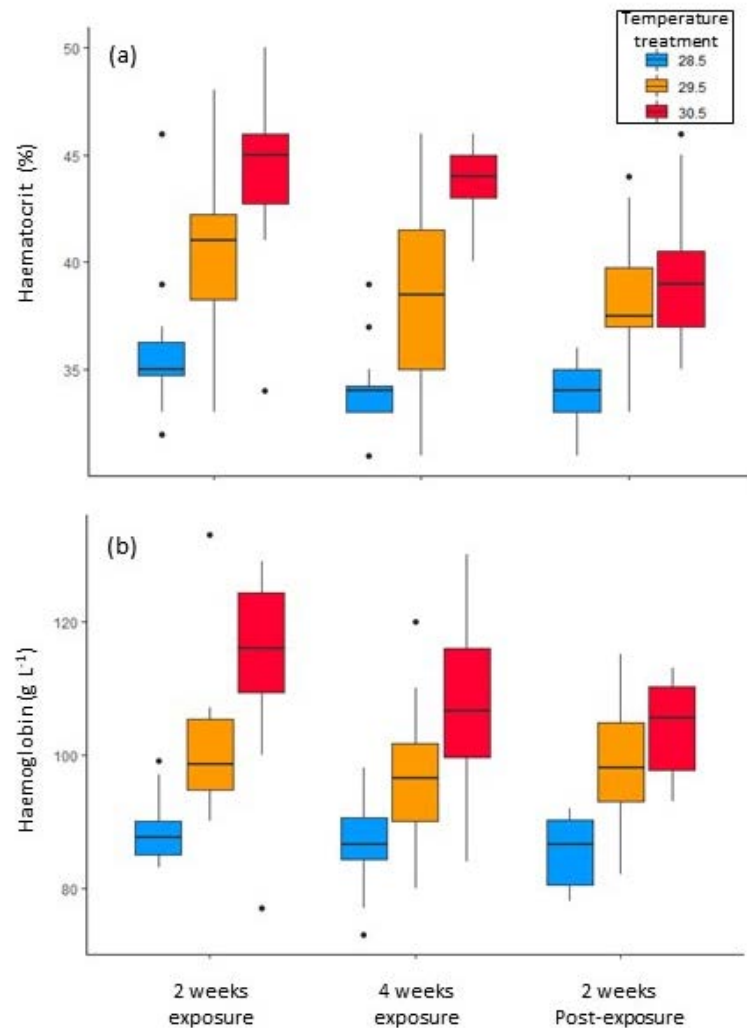 Temperature
treatment
28.5
29.5
30.5
(a)
50
45
40
35
Haematocrit (%)
(b)
120
100
80
Haemoglobin (g L⁻¹)
2 weeks
exposure
4 weeks
exposure
2 weeks
Post-exposure